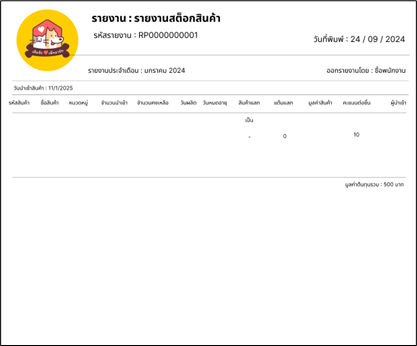 รายงาน : รายงานสต็อกสินค้า
รหัสรายงาน : RP0000000001
วันที่พิมพ์ : 24 / 09 / 2024
รายงานประจำเดือน : มกราคม 2024 ออกรายงานโดย : ชื่อพนักงาน
วันนำเข้าสินค้า : 11/1/2025
รหัสสินค้า ชื่อสินค้า หมวดหมู่ จำนวนนำเข้า จำนวนคงเหลือ วันผลิต วันหมดอายุ สินค้าแลก แต้มแลก มูลค่าสินค้า คะแนนต่อชิ้น ผู้นำเข้า
เป็น
- 0 10
มูลค่าต้นทุนรวม : 500 บาท